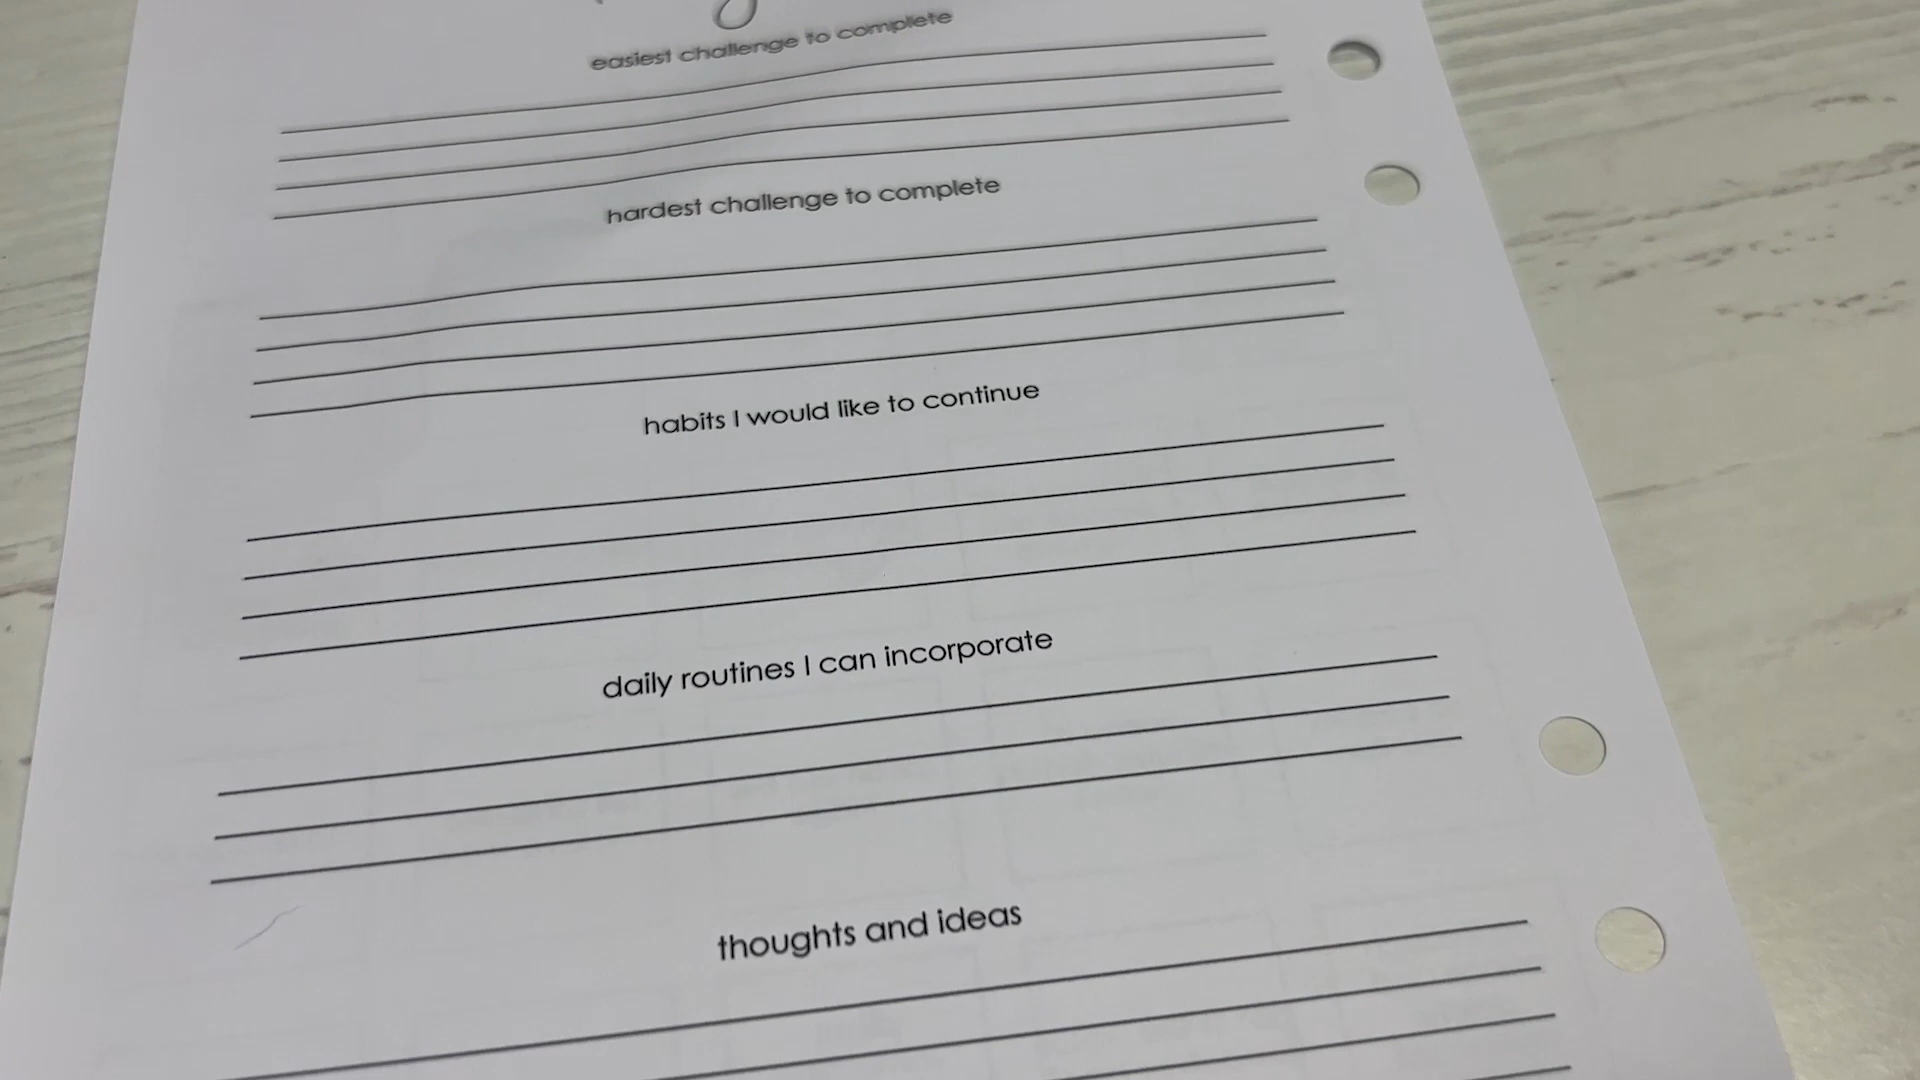 easiest challenge to complete
hardest challenge to complete
habits I would like to continue
daily routines I can incorporate
thoughts and ideas